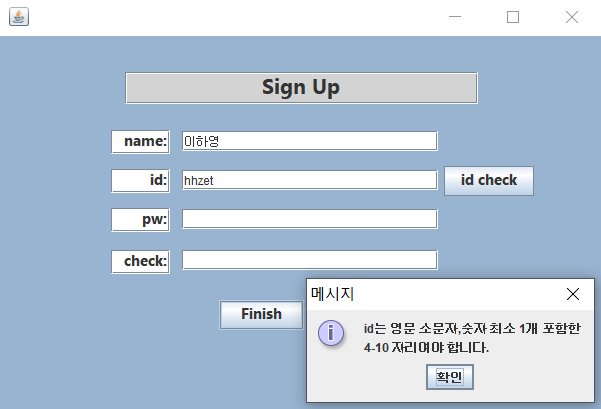 Sign Up
name: 이하영
id: hhzet id check
pw:
check:
Finish
메시지
id는 영문 소문자,숫자 최소 1개 포함한
4-10 자리여야 합니다.
확인